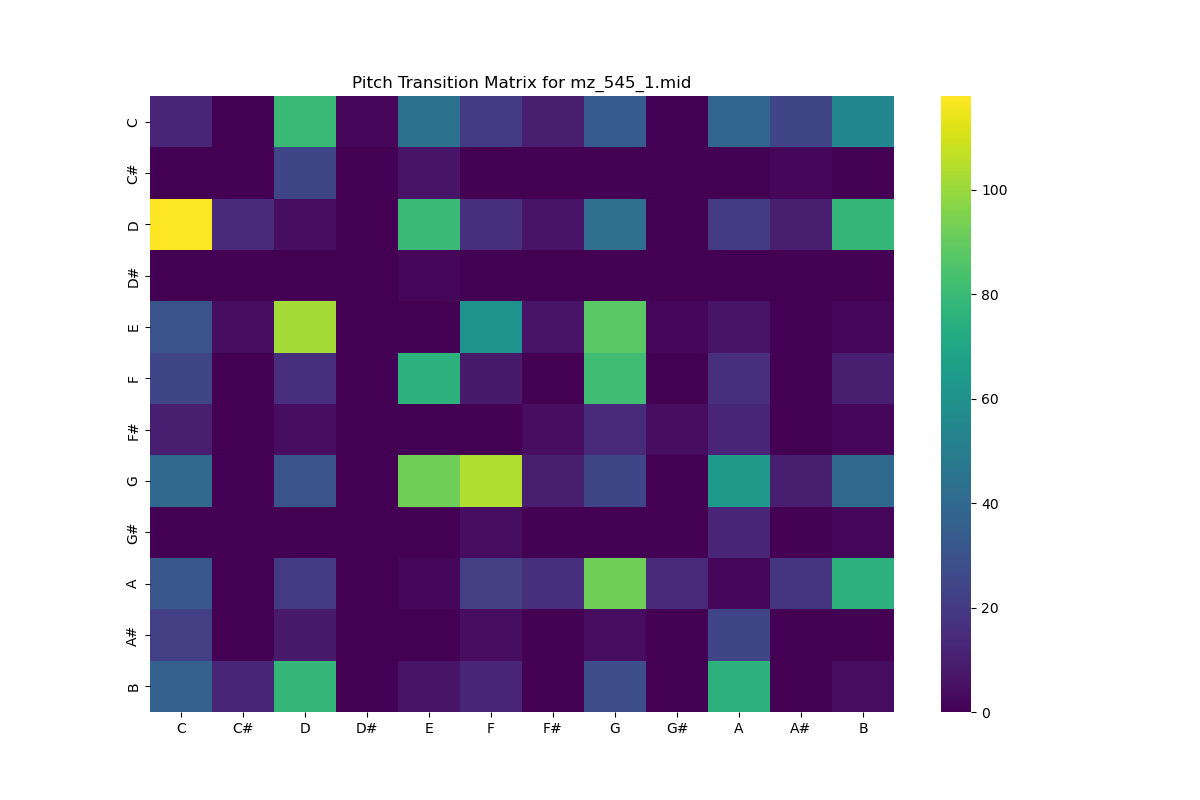 Pitch Transition Matrix for mz_545_1.mid
C
C#
D
D#
E
F
F#
G
G#
A
A#
B
C C# D D# E F F# G G# A A# B
100
80
60
40
20
0